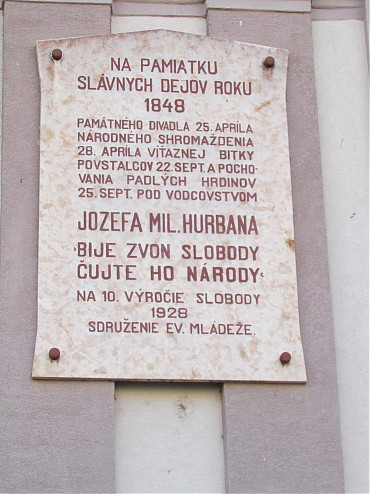 NA PAMIATKU
SLÁVNYCH DEJOV ROKU
1848
PAMÁTNÉHO DIVADLA 25. APRÍLA
NÁRODNÉHO SHROMAŽDENIA
28. APRÍLA VÍŤAZNEJ BITKY
POVSTALCOV 22. SEPT. A POCHO-
VANIA PADLÝCH HRDINOV
25. SEPT. POD VODCOVSTVOM
JOZEFA MIL. HURBANA
›BIJE ZVON SLOBODY
ČUJTE HO NÁRODY‹
NA 10. VÝROČIE SLOBODY
1928
SDRUŽENIE EV. MLÁDEŽE.